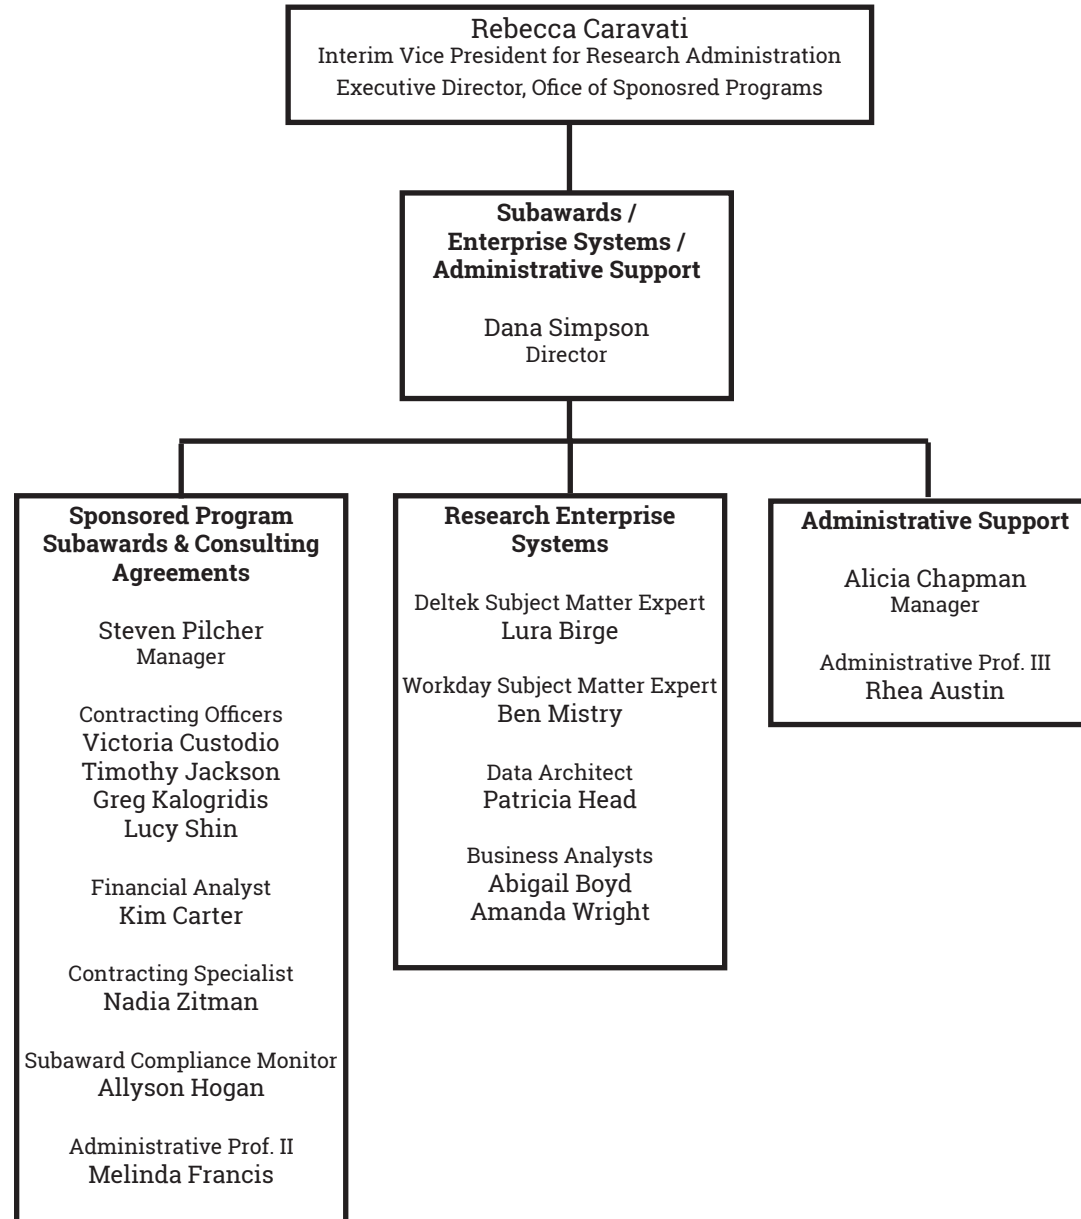 Rebecca Caravati
Interim Vice President for Research Administration
Executive Director, Ofice of Sponosred Programs
Subawards /
Enterprise Systems /
Administrative Support
Dana Simpson
Director
Sponsored Program
Subawards & Consulting
Agreements
Steven Pilcher
Manager
Contracting Officers
Victoria Custodio
Timothy Jackson
Greg Kalogridis
Lucy Shin
Financial Analyst
Kim Carter
Contracting Specialist
Nadia Zitman
Subaward Compliance Monitor
Allyson Hogan
Administrative Prof. II
Melinda Francis
Research Enterprise
Systems
Deltek Subject Matter Expert
Lura Birge
Workday Subject Matter Expert
Ben Mistry
Data Architect
Patricia Head
Business Analysts
Abigail Boyd
Amanda Wright
Administrative Support
Alicia Chapman
Manager
Administrative Prof. III
Rhea Austin